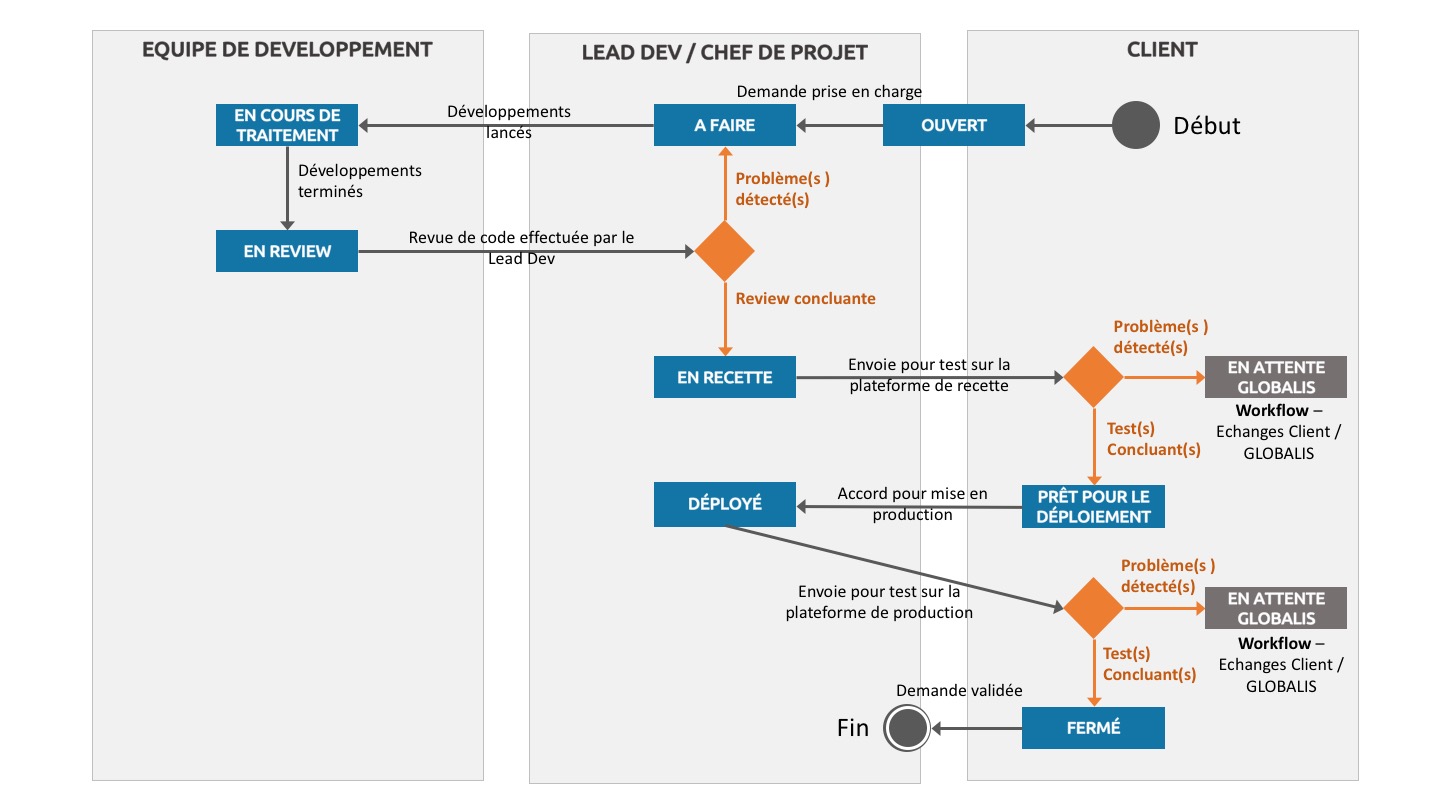 EQUIPE DE DEVELOPPEMENT
LEAD DEV / CHEF DE PROJET
CLIENT
Demande prise en charge
EN COURS DE
TRAITEMENT
Développements
lancés
A FAIRE
OUVERT
Début
Développements
terminés
Problème(s )
détecté(s)
EN REVIEW
Revue de code effectuée par le
Lead Dev
Review concluante
Problème(s )
détecté(s)
EN RECETTE
Envoie pour test sur la
plateforme de recette
EN ATTENTE
GLOBALIS
Workflow –
Echanges Client /
GLOBALIS
Test(s)
Concluant(s)
DÉPLOYÉ
Accord pour mise en
production
PRÊT POUR LE
DÉPLOIEMENT
Problème(s )
détecté(s)
Envoie pour test sur la
plateforme de production
EN ATTENTE
GLOBALIS
Workflow –
Echanges Client /
GLOBALIS
Test(s)
Concluant(s)
Demande validée
Fin
FERMÉ